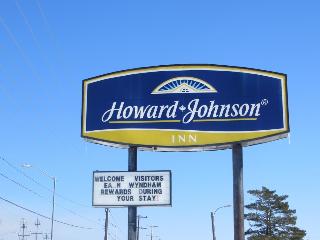 Howard Johnson®
INN
WELCOME VISITORS
EA..N WYNDHAM
REWARDS DURING
YOUR STAY!